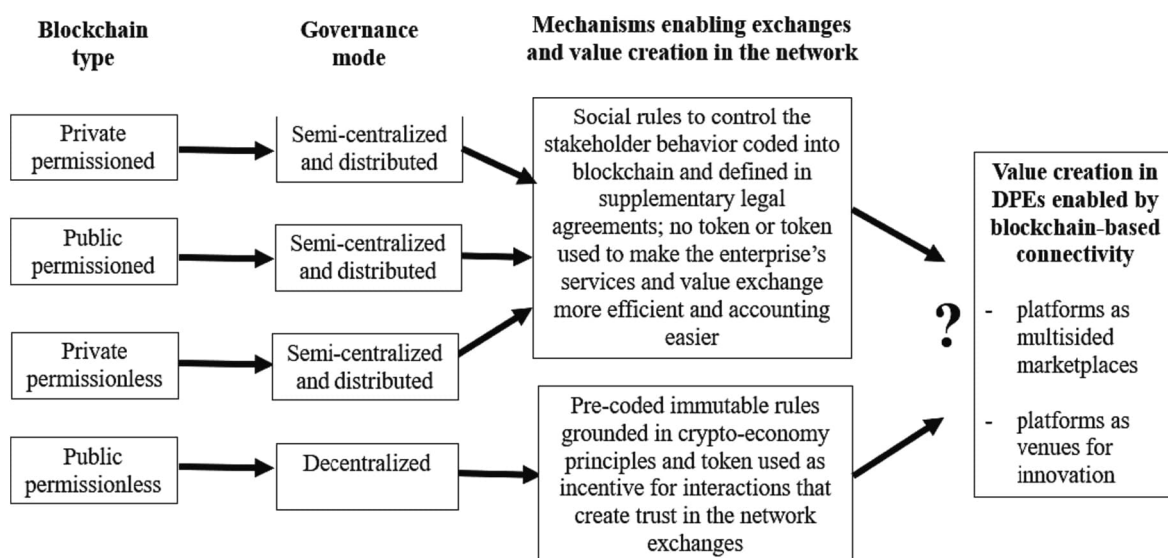 Blockchain
type
Governance
mode
Mechanisms enabling exchanges
and value creation in the network
Private
permissioned
Semi-centralized
and distributed
Public
permissioned
Semi-centralized
and distributed
Private
permissionless
Semi-centralized
and distributed
Public
permissionless
Decentralized
Social rules to control the
stakeholder behavior coded into
blockchain and defined in
supplementary legal
agreements; no token or token
used to make the enterprise's
services and value exchange
more efficient and accounting
easier
Pre-coded immutable rules
grounded in crypto-economy
principles and token used as
incentive for interactions that
create trust in the network
exchanges
?
Value creation in
DPEs enabled by
blockchain-based
connectivity
- platforms as
multisided
marketplaces
- platforms as
venues for
innovation